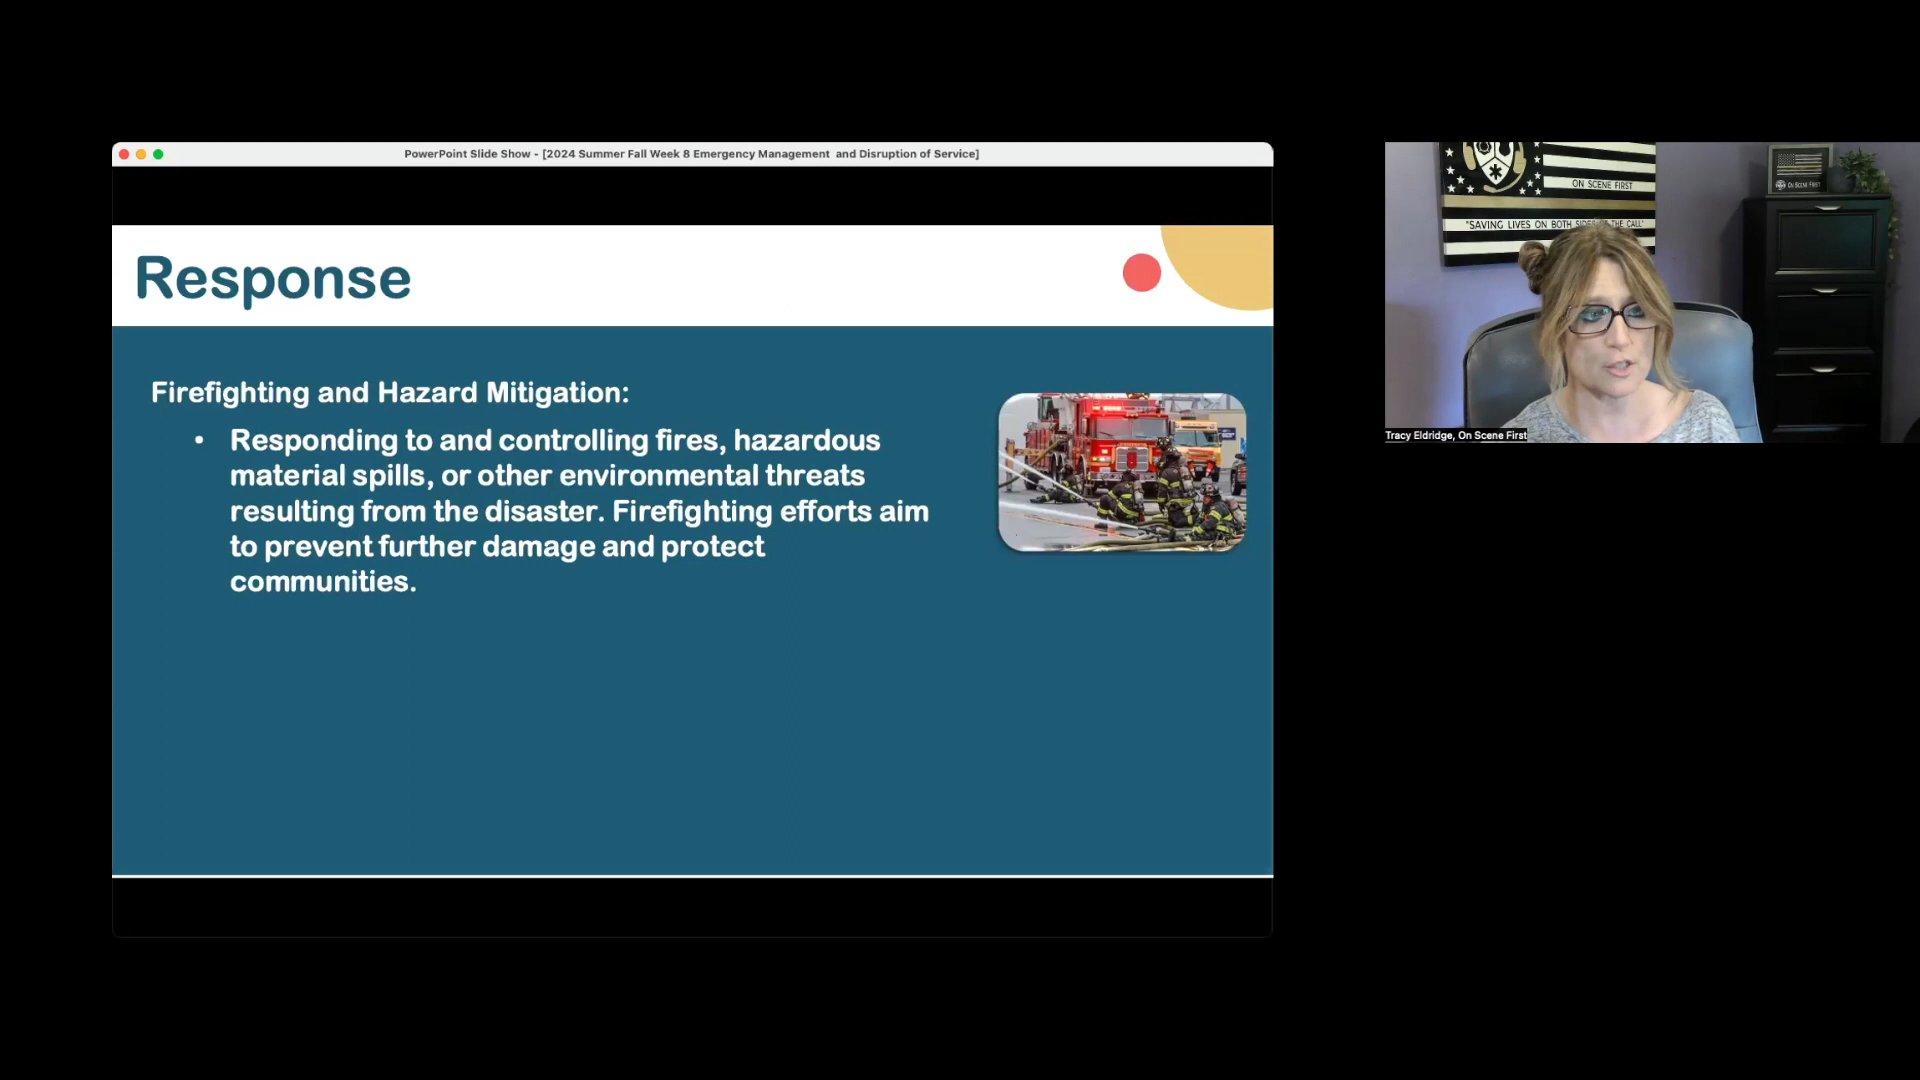 PowerPoint Slide Show - [2024 Summer Fall Week 8 Emergency Management  and Disruption of Service]
Response
Firefighting and Hazard Mitigation:
• Responding to and controlling fires, hazardous
material spills, or other environmental threats
resulting from the disaster. Firefighting efforts aim
to prevent further damage and protect
communities.
ON SCENE FIRST
"SAVING LIVES ON BOTH SIDES OF THE CALL"
ON SCENE FIRST
Tracy Eldridge, On Scene First